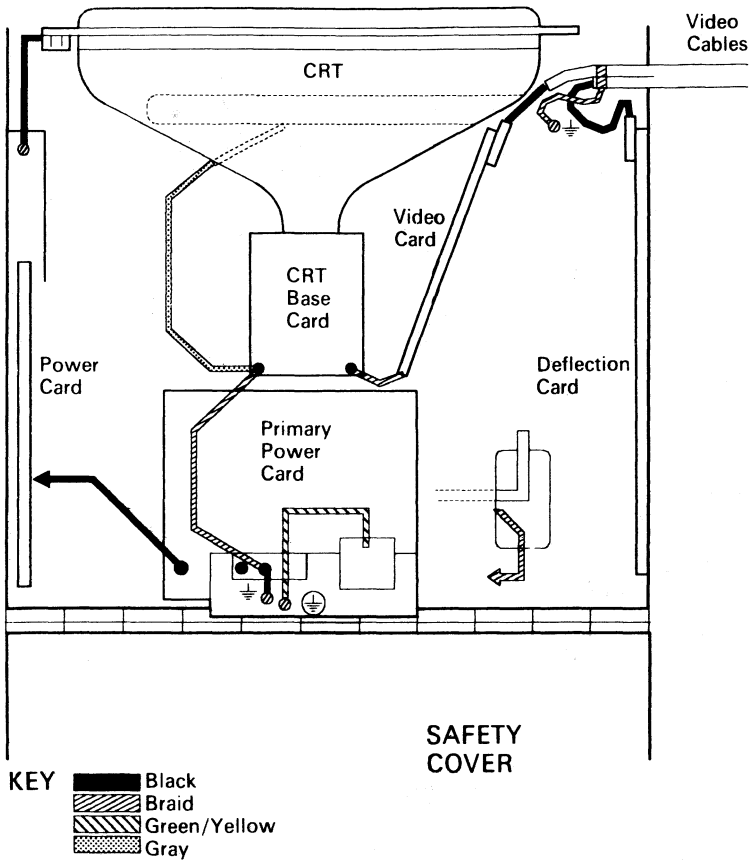 Video
Cables
CRT
Video
Card
CRT
Base
Card
Power
Card
Deflection
Card
Primary
Power
Card
SAFETY
COVER
KEY
Black
Braid
Green/Yellow
Gray